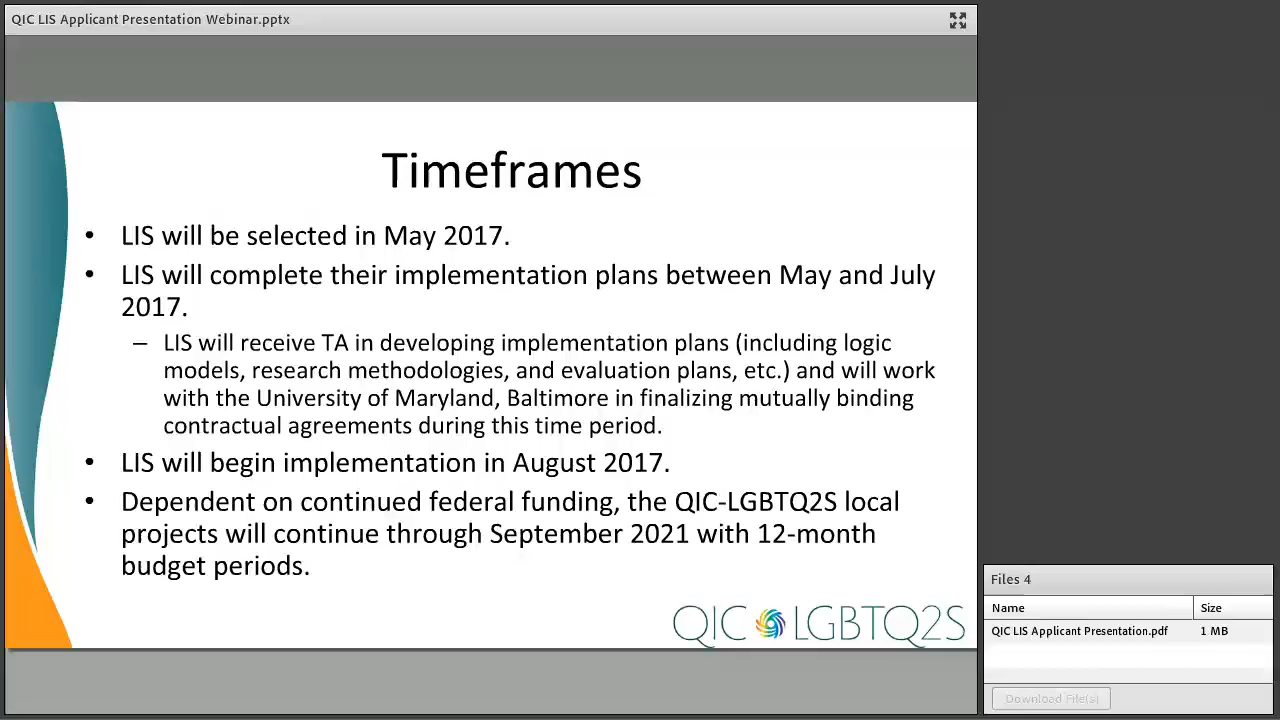 QIC LIS Applicant Presentation Webinar.pptx
Timeframes
• LIS will be selected in May 2017.
• LIS will complete their implementation plans between May and July
2017.
– LIS will receive TA in developing implementation plans (including logic
models, research methodologies, and evaluation plans, etc.) and will work
with the University of Maryland, Baltimore in finalizing mutually binding
contractual agreements during this time period.
• LIS will begin implementation in August 2017.
• Dependent on continued federal funding, the QIC-LGBTQ2S local
projects will continue through September 2021 with 12-month
budget periods.
QIC LGBTQ2S
Files 4
Name Size
QIC LIS Applicant Presentation.pdf 1 MB
Download File(s)